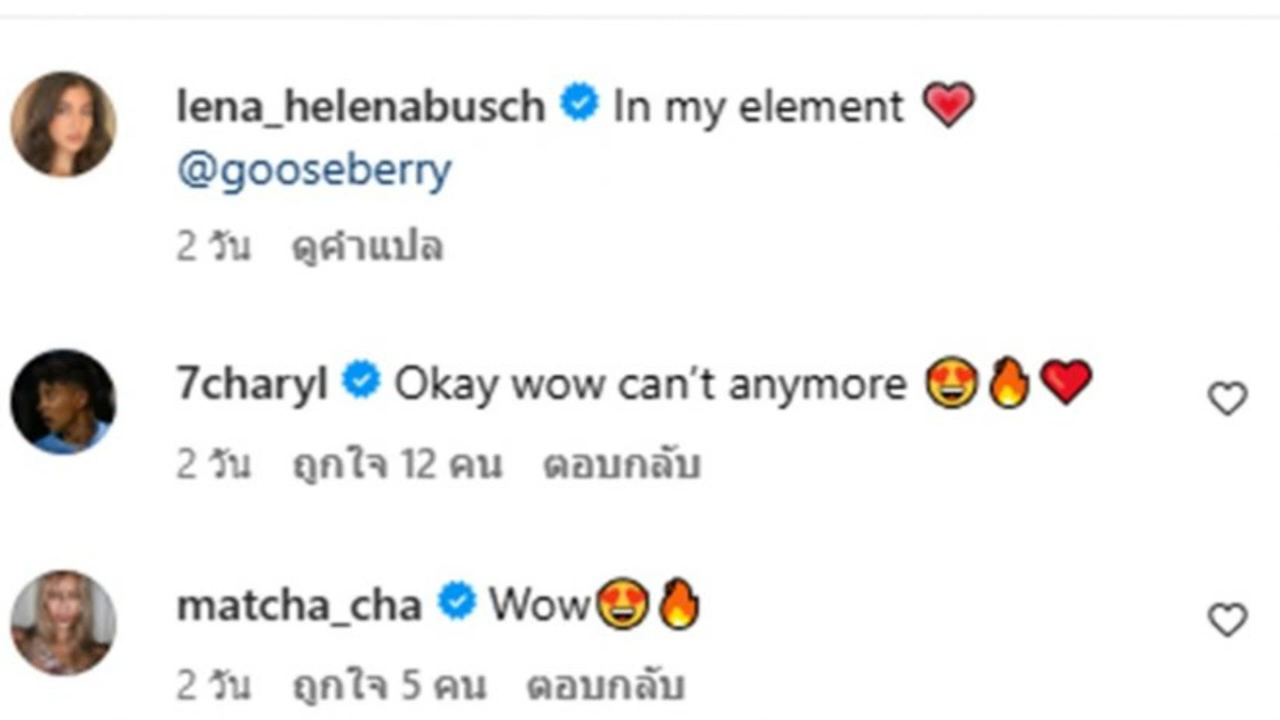 lena_helenabusch In my element ❤️
@gooseberry
2 วัน ดูคำแปล
7charyl Okay wow can't anymore 😍🔥❤️
2 วัน ถูกใจ 12 คน ตอบกลับ
matcha_cha Wow😍🔥
2 วัน ถูกใจ 5 คน ตอบกลับ